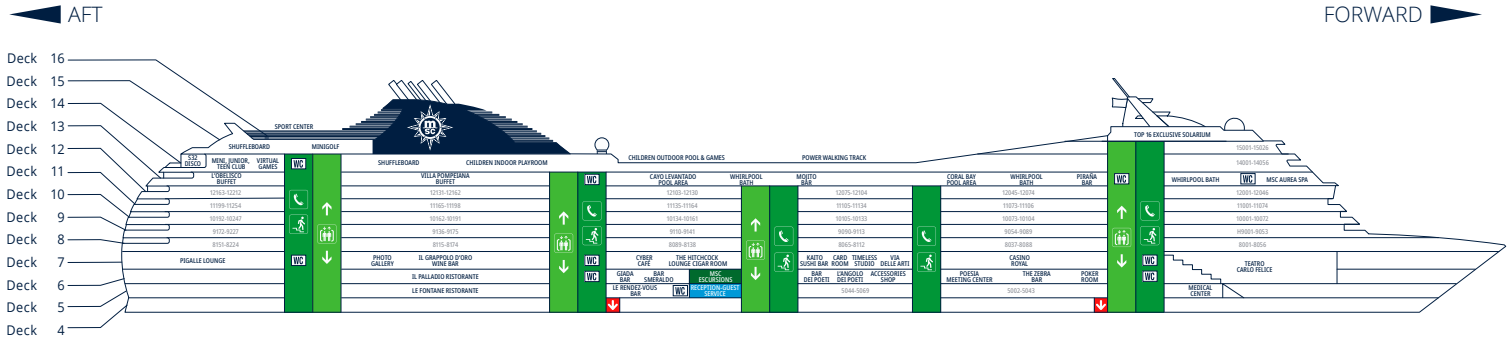 AFT
FORWARD
Deck 16
Deck 15
Deck 14
Deck 13
Deck 12
Deck 11
Deck 10
Deck 9
Deck 8
Deck 7
Deck 6
Deck 5
Deck 4
SPORT CENTER
m
sc
TOP 16 EXCLUSIVE SOLARIUM
SHUFFLEBOARD
MINIGOLF
15001-15026
S32
DISCO
MINI, JUNIOR,
TEEN CLUB
VIRTUAL
GAMES
WC
SHUFFLEBOARD
CHILDREN INDOOR PLAYROOM
CHILDREN OUTDOOR POOL & GAMES
POWER WALKING TRACK
14001-14056
L'OBELISCO
BUFFET
VILLA POMPEIANA
BUFFET
WC
CAYO LEVANTADO
POOL AREA
WHIRLPOOL
BATH
MOJITO
BAR
CORAL BAY
POOL AREA
WHIRLPOOL
BATH
PIRAÑA
BAR
WC
WHIRLPOOL BATH
WC
MSC AUREA SPA
12163-12212
12131-12162
12103-12130
12075-12104
12045-12074
12001-12046
11199-11254
11165-11198
11135-11164
11105-11134
11073-11106
11001-11074
10192-10247
10162-10191
10134-10161
10105-10133
10073-10104
10001-10072
9172-9227
9136-9175
9110-9141
9090-9113
9054-9089
H9001-9053
8151-8224
8115-8174
8089-8138
8065-8112
8037-8088
8001-8056
PIGALLE LOUNGE
WC
PHOTO
GALLERY
IL GRAPPOLO D'ORO
WINE BAR
WC
CYBER
CAFÈ
THE HITCHCOCK
LOUNGE CIGAR ROOM
KAITO
SUSHI BAR
CARD
ROOM
TIMELESS
STUDIO
VIA
DELLE ARTI
CASINO
ROYAL
WC
TEATRO
CARLO FELICE
IL PALLADIO RISTORANTE
WC
GIADA
BAR
BAR
SMERALDO
MSC
ESCURSIONS
BAR
DEI POETI
L'ANGOLO
DEI POETI
ACCESSORIES
SHOP
POESIA
MEETING CENTER
THE ZEBRA
BAR
POKER
ROOM
WC
LE FONTANE RISTORANTE
LE RENDEZ-VOUS
BAR
WC
RECEPTION-GUEST
SERVICE
5044-5069
5002-5043
MEDICAL
CENTER